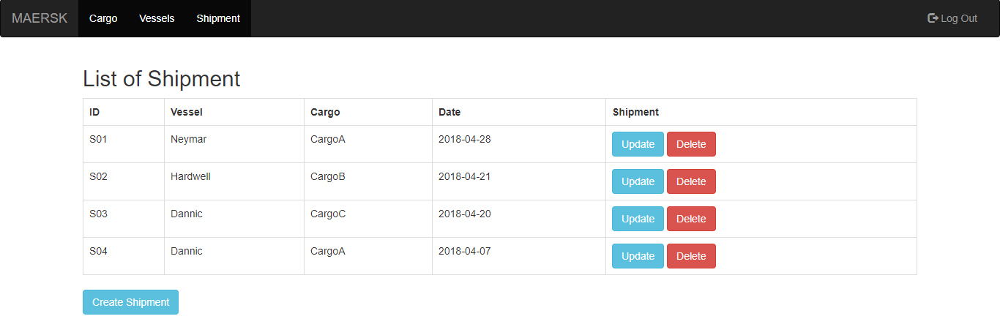 MAERSK Cargo Vessels Shipment Log Out
List of Shipment
ID Vessel Cargo Date Shipment
S01 Neymar CargoA 2018-04-28 Update Delete
S02 Hardwell CargoB 2018-04-21 Update Delete
S03 Dannic CargoC 2018-04-20 Update Delete
S04 Dannic CargoA 2018-04-07 Update Delete
Create Shipment